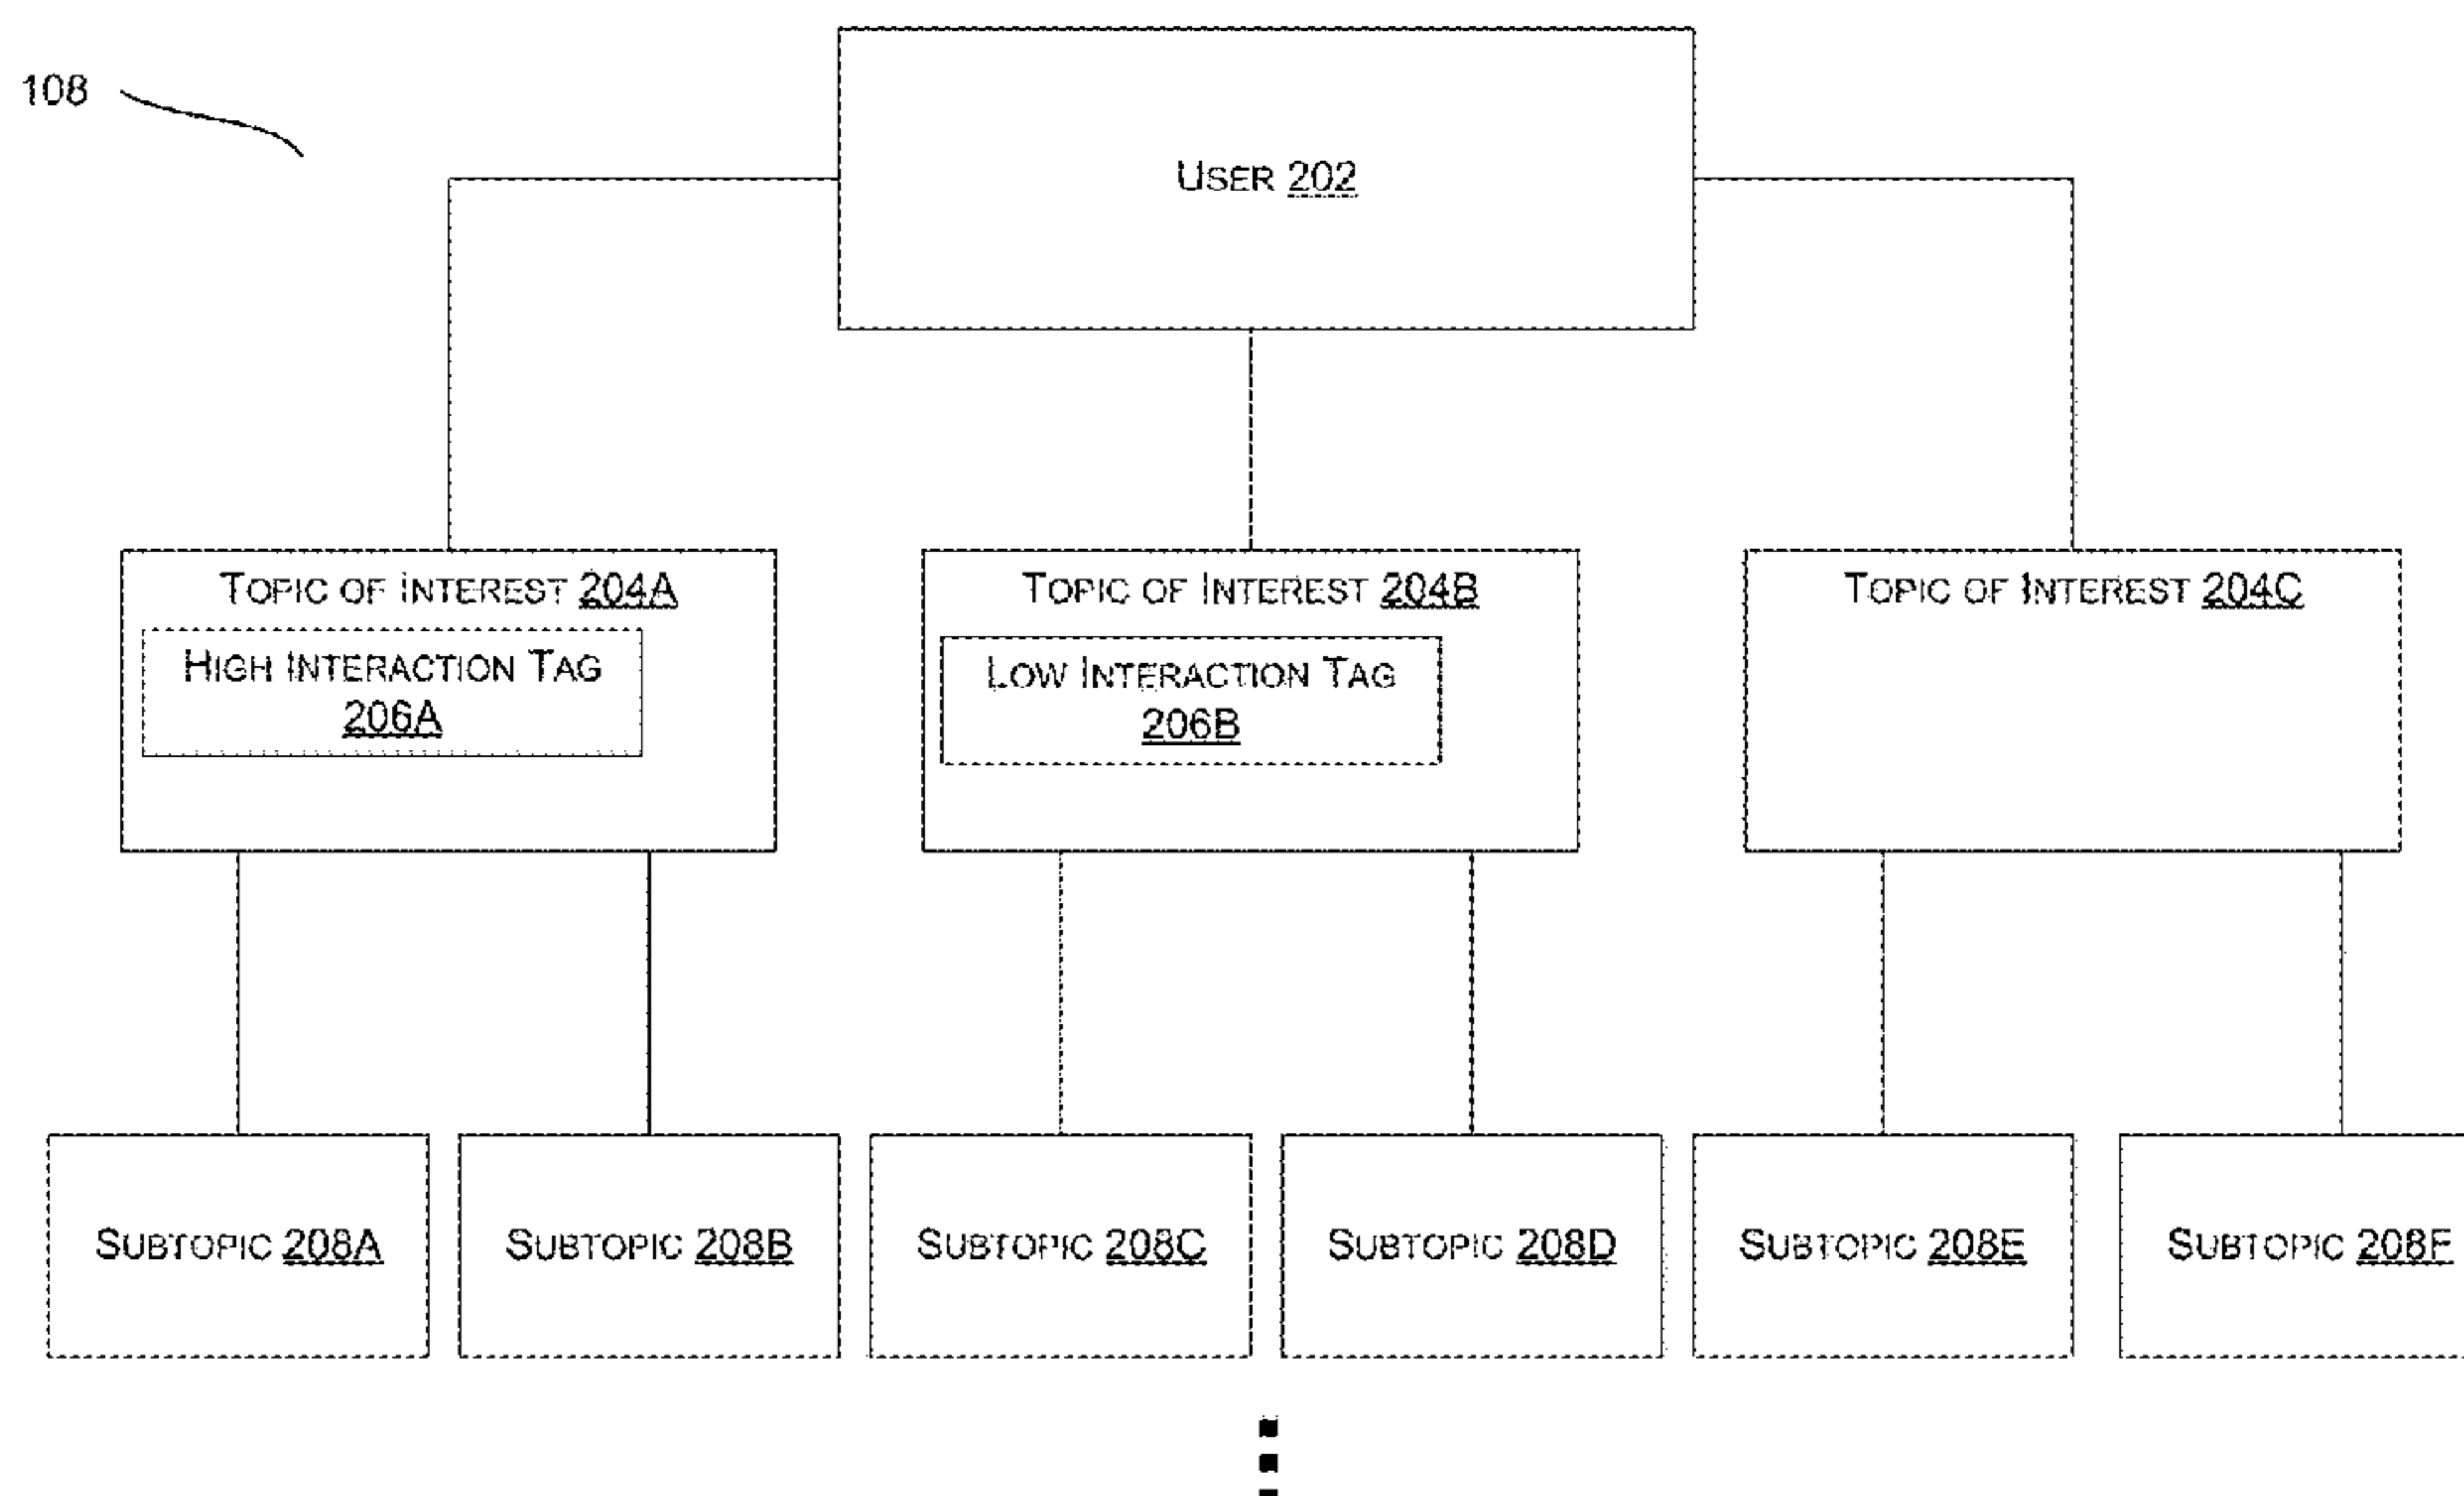 108
USER 202
TOPIC OF INTEREST 204A
HIGH INTERACTION TAG
206A
TOPIC OF INTEREST 204B
LOW INTERACTION TAG
206B
TOPIC OF INTEREST 204C
SUBTOPIC 208A
SUBTOPIC 208B
SUBTOPIC 208C
SUBTOPIC 208D
SUBTOPIC 208E
SUBTOPIC 208F